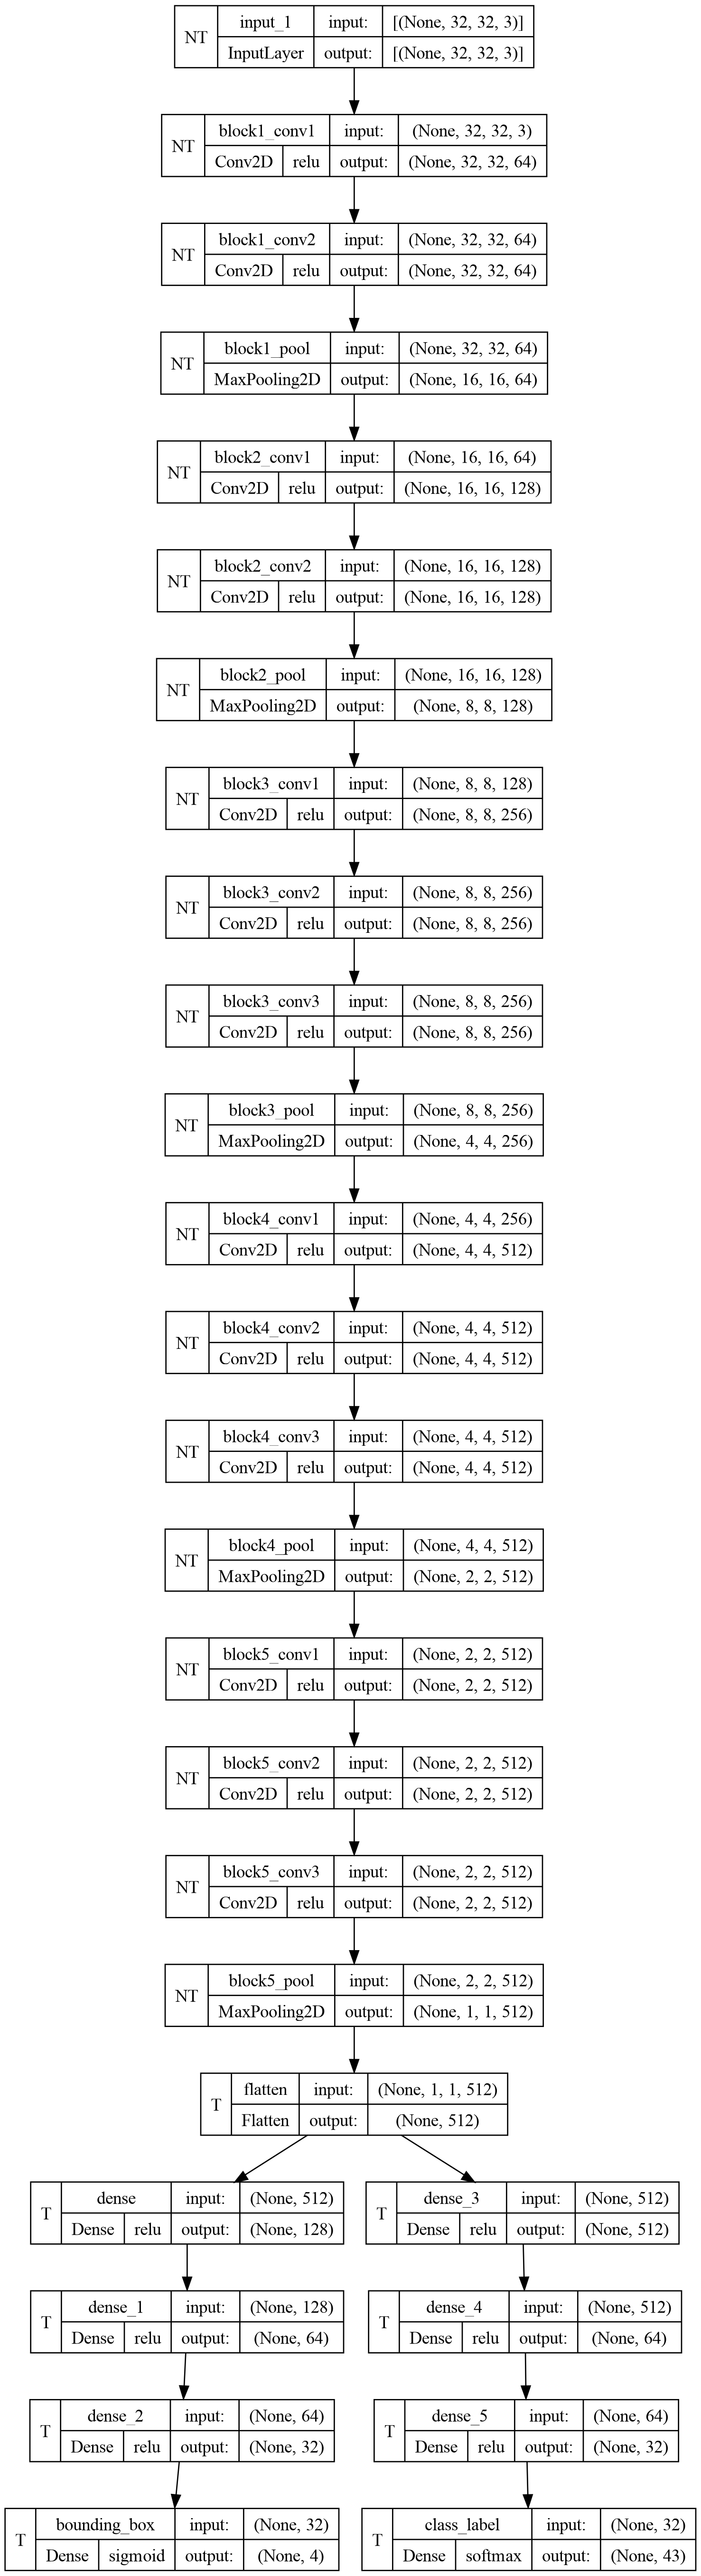 NT input_1 input: [(None, 32, 32, 3)]
InputLayer output: [(None, 32, 32, 3)]
NT block1_conv1 input: (None, 32, 32, 3)
Conv2D relu output: (None, 32, 32, 64)
NT block1_conv2 input: (None, 32, 32, 64)
Conv2D relu output: (None, 32, 32, 64)
NT block1_pool input: (None, 32, 32, 64)
MaxPooling2D output: (None, 16, 16, 64)
NT block2_conv1 input: (None, 16, 16, 64)
Conv2D relu output: (None, 16, 16, 128)
NT block2_conv2 input: (None, 16, 16, 128)
Conv2D relu output: (None, 16, 16, 128)
NT block2_pool input: (None, 16, 16, 128)
MaxPooling2D output: (None, 8, 8, 128)
NT block3_conv1 input: (None, 8, 8, 128)
Conv2D relu output: (None, 8, 8, 256)
NT block3_conv2 input: (None, 8, 8, 256)
Conv2D relu output: (None, 8, 8, 256)
NT block3_conv3 input: (None, 8, 8, 256)
Conv2D relu output: (None, 8, 8, 256)
NT block3_pool input: (None, 8, 8, 256)
MaxPooling2D output: (None, 4, 4, 256)
NT block4_conv1 input: (None, 4, 4, 256)
Conv2D relu output: (None, 4, 4, 512)
NT block4_conv2 input: (None, 4, 4, 512)
Conv2D relu output: (None, 4, 4, 512)
NT block4_conv3 input: (None, 4, 4, 512)
Conv2D relu output: (None, 4, 4, 512)
NT block4_pool input: (None, 4, 4, 512)
MaxPooling2D output: (None, 2, 2, 512)
NT block5_conv1 input: (None, 2, 2, 512)
Conv2D relu output: (None, 2, 2, 512)
NT block5_conv2 input: (None, 2, 2, 512)
Conv2D relu output: (None, 2, 2, 512)
NT block5_conv3 input: (None, 2, 2, 512)
Conv2D relu output: (None, 2, 2, 512)
NT block5_pool input: (None, 2, 2, 512)
MaxPooling2D output: (None, 1, 1, 512)
T flatten input: (None, 1, 1, 512)
Flatten output: (None, 512)
T dense input: (None, 512)
Dense relu output: (None, 128)
T dense_3 input: (None, 512)
Dense relu output: (None, 512)
T dense_1 input: (None, 128)
Dense relu output: (None, 64)
T dense_4 input: (None, 512)
Dense relu output: (None, 64)
T dense_2 input: (None, 64)
Dense relu output: (None, 32)
T dense_5 input: (None, 64)
Dense relu output: (None, 32)
T bounding_box input: (None, 32)
Dense sigmoid output: (None, 4)
T class_label input: (None, 32)
Dense softmax output: (None, 43)